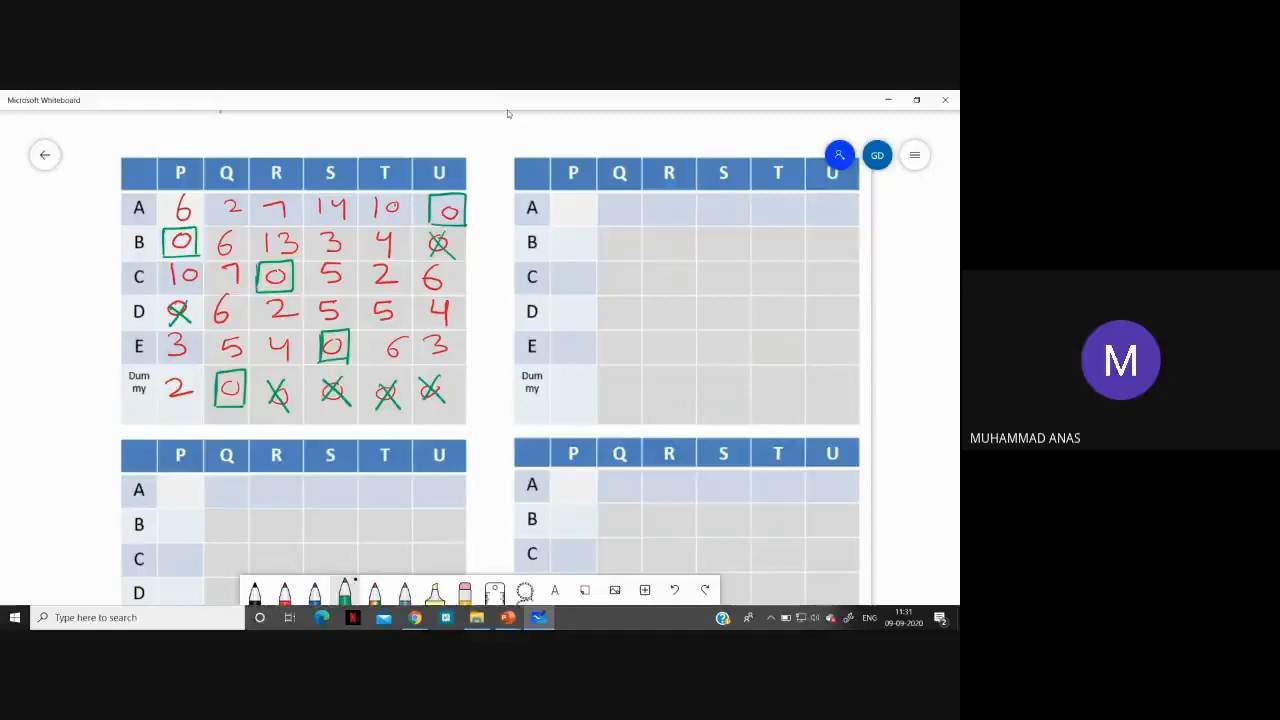 Microsoft Whiteboard
GD
P Q R S T U
A 6 2 7 14 10 0
B 0 6 13 3 4 0
C 10 7 0 5 2 6
D 0 6 2 5 5 4
E 3 5 4 0 6 3
Dum
my 2 0 0 0 0 0
P Q R S T U
A
B
C
D
E
Dum
my
P Q R S T U
A
B
C
D
P Q R S T U
A
B
C
A
Type here to search
ENG
11:31
09-09-2020
2
M
MUHAMMAD ANAS